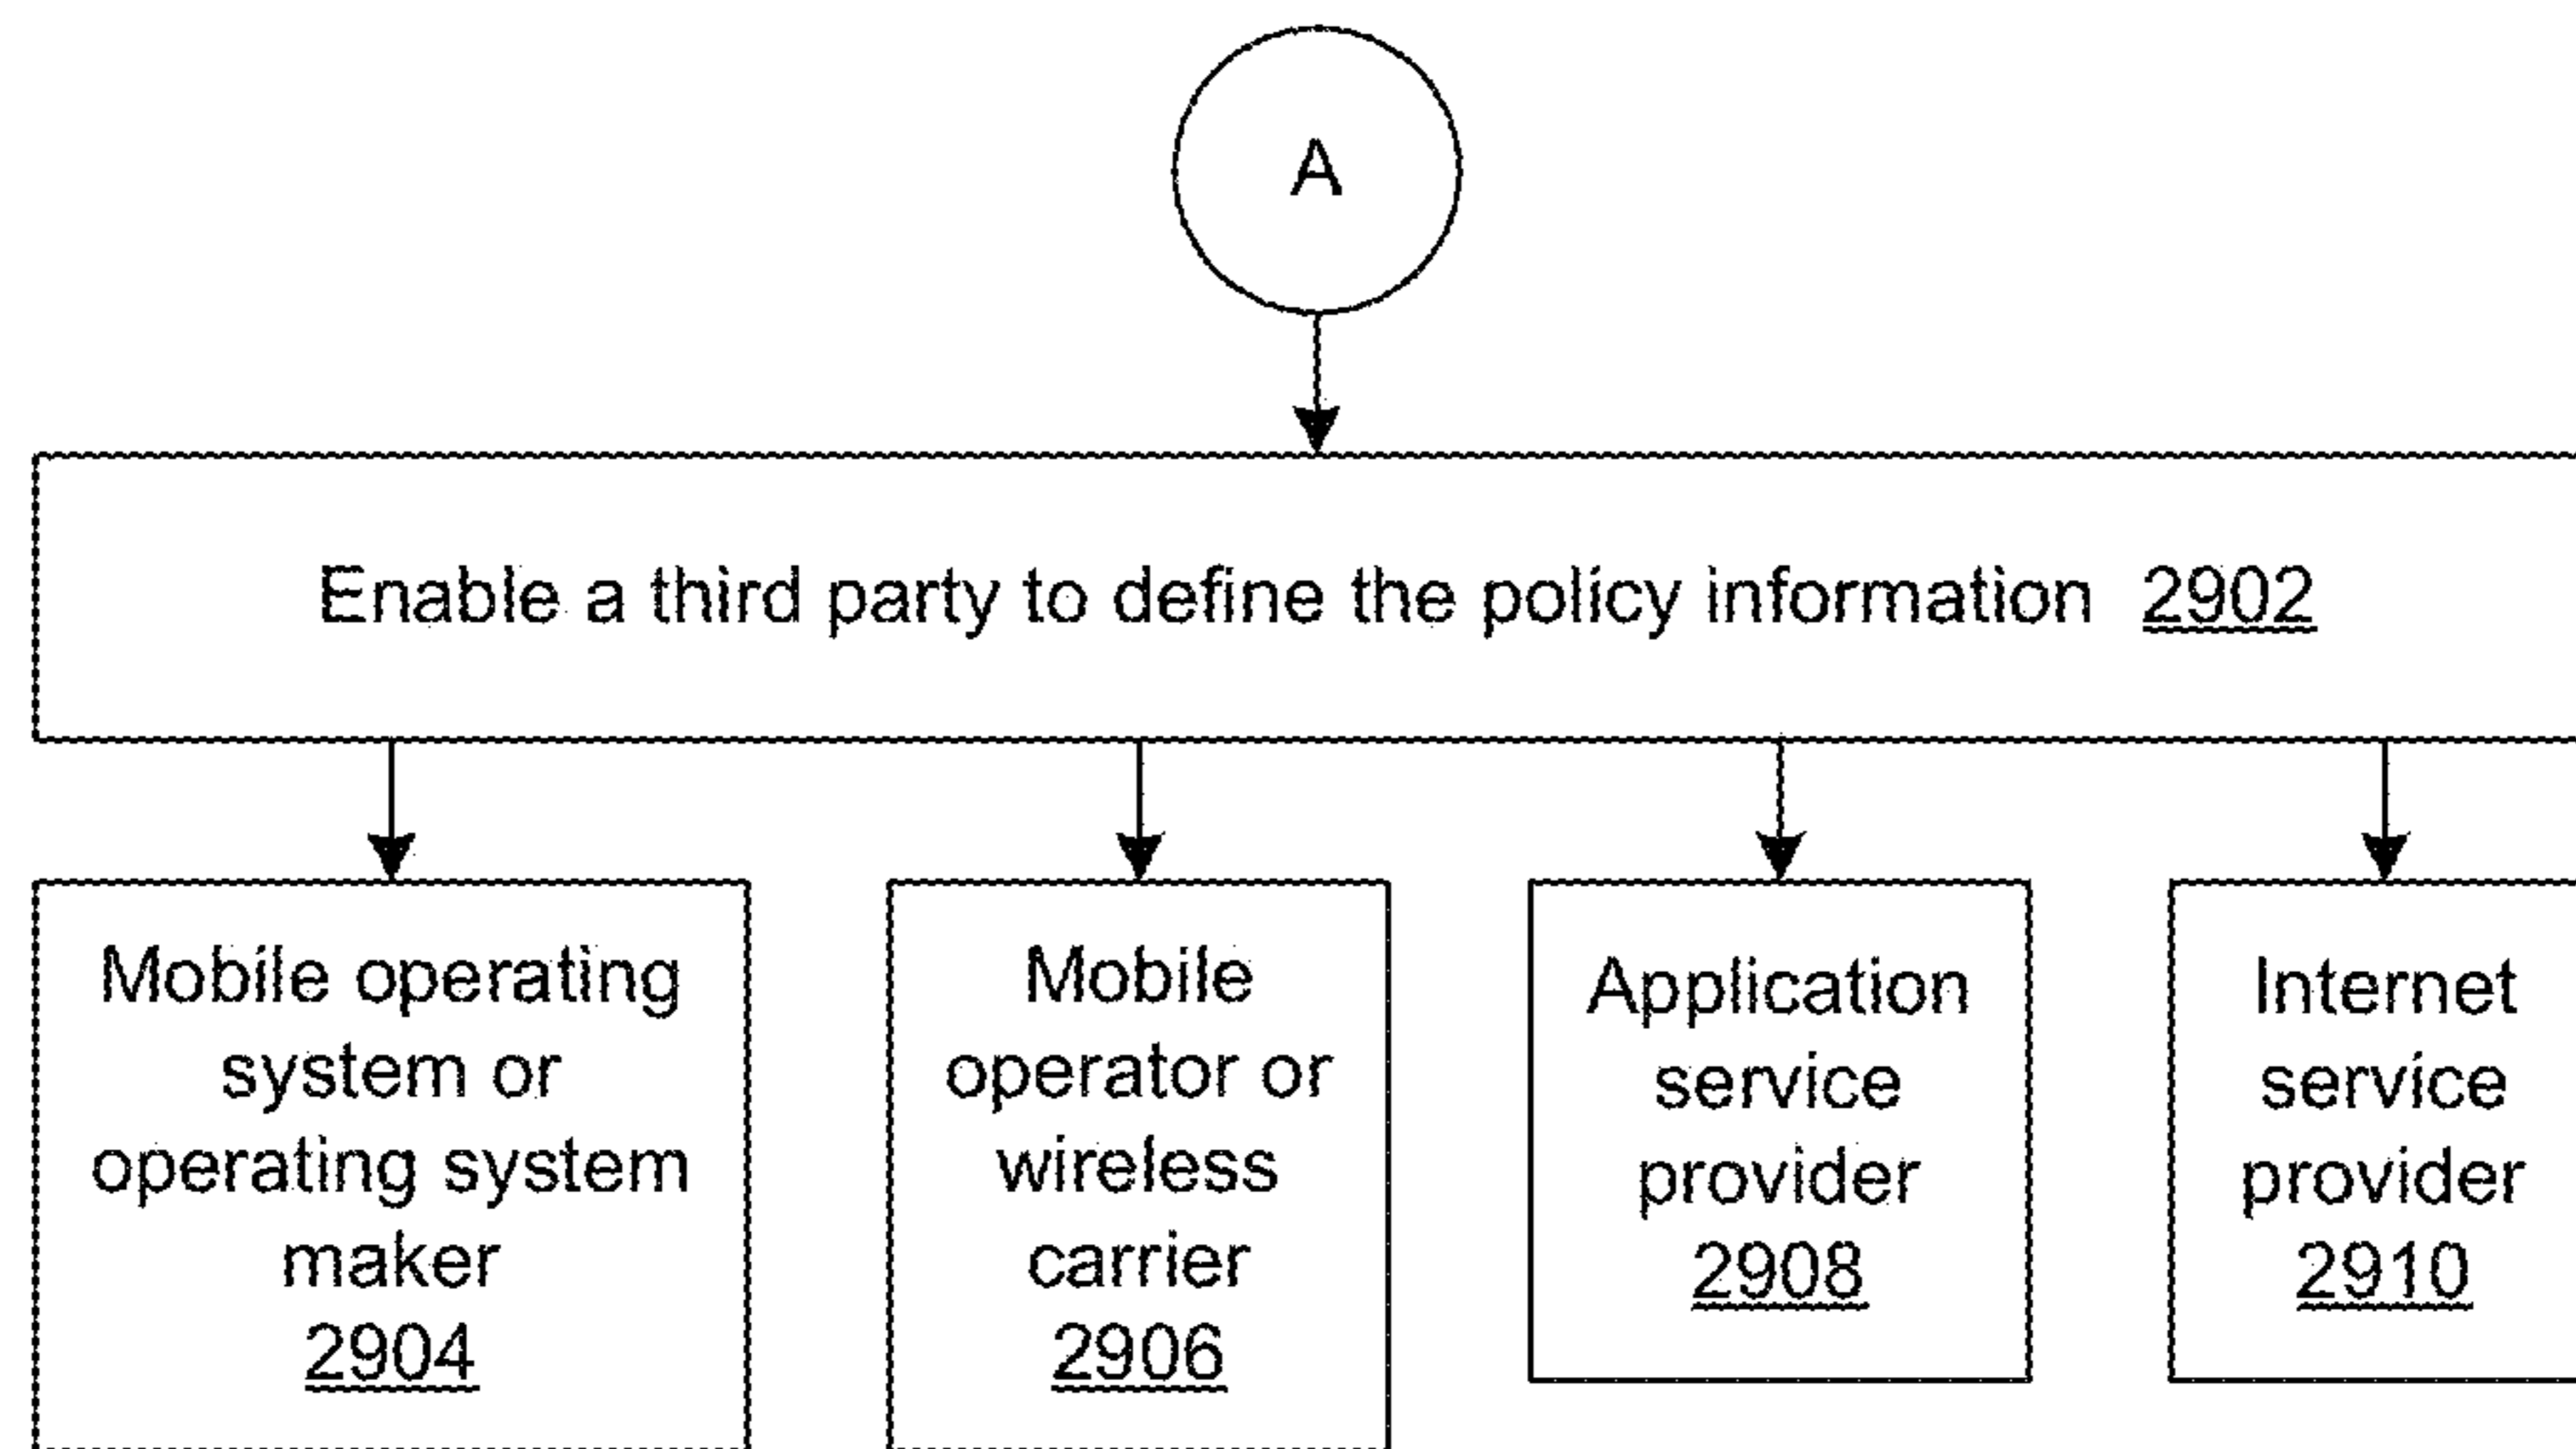 A
Enable a third party to define the policy information 2902
Mobile operating
system or
operating system
maker
2904
Mobile
operator or
wireless
carrier
2906
Application
service
provider
2908
Internet
service
provider
2910